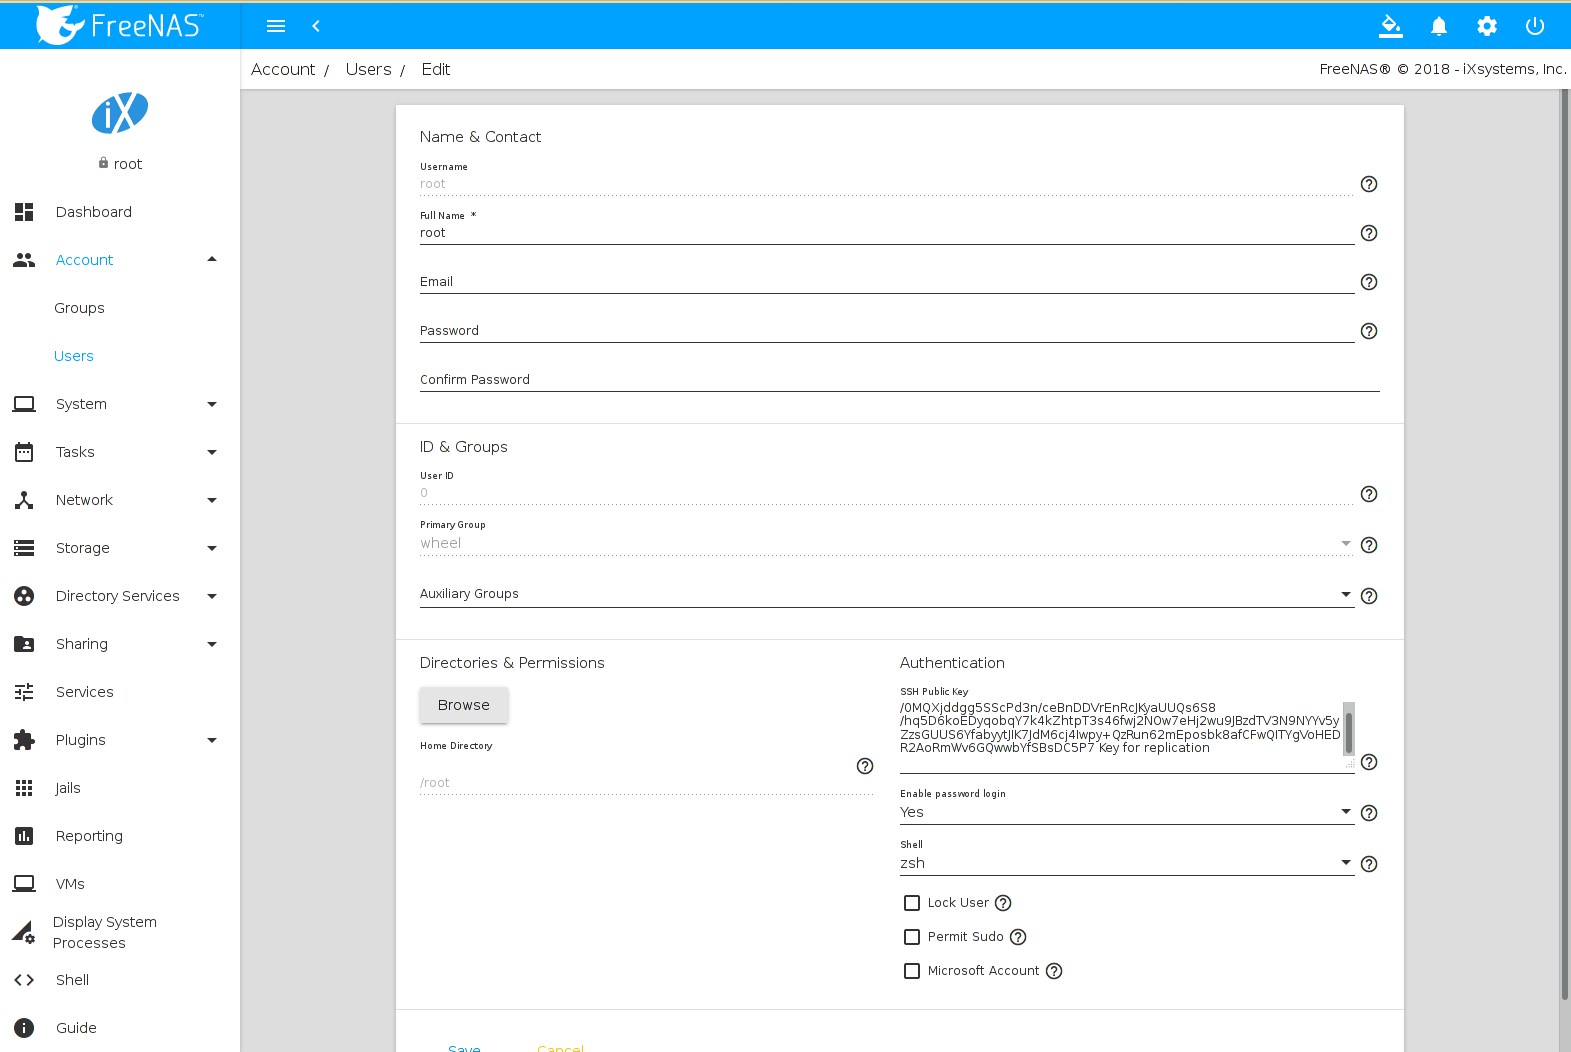 FreeNAS™
Account / Users / Edit
FreeNAS® © 2018 - iXsystems, Inc.
iX
root
Dashboard
Account
Groups
Users
System
Tasks
Network
Storage
Directory Services
Sharing
Services
Plugins
Jails
Reporting
VMs
Display System
Processes
Shell
Guide
Name & Contact
Username
root
Full Name *
root
Email
Password
Confirm Password
ID & Groups
User ID
0
Primary Group
wheel
Auxiliary Groups
Directories & Permissions
Browse
Home Directory
/root
Authentication
SSH Public Key
/0MQXjddgg5SScPd3n/ceBnDDVrEnRcJKyaUUQs6S8
/hq5D6koEDyqobqY7k4kZhtpT3s46fwj2NOw7eHj2wu9JBzdTV3N9NYYv5y
ZzsGUUS6YfabyytJIK7JdM6cj4lwpy+QzRun62mEposbk8afCFwQITYgVoHED
R2AoRmWv6GQwwbYfSBsDC5P7 Key for replication
Enable password login
Yes
Shell
zsh
Lock User
Permit Sudo
Microsoft Account
Save
Cancel